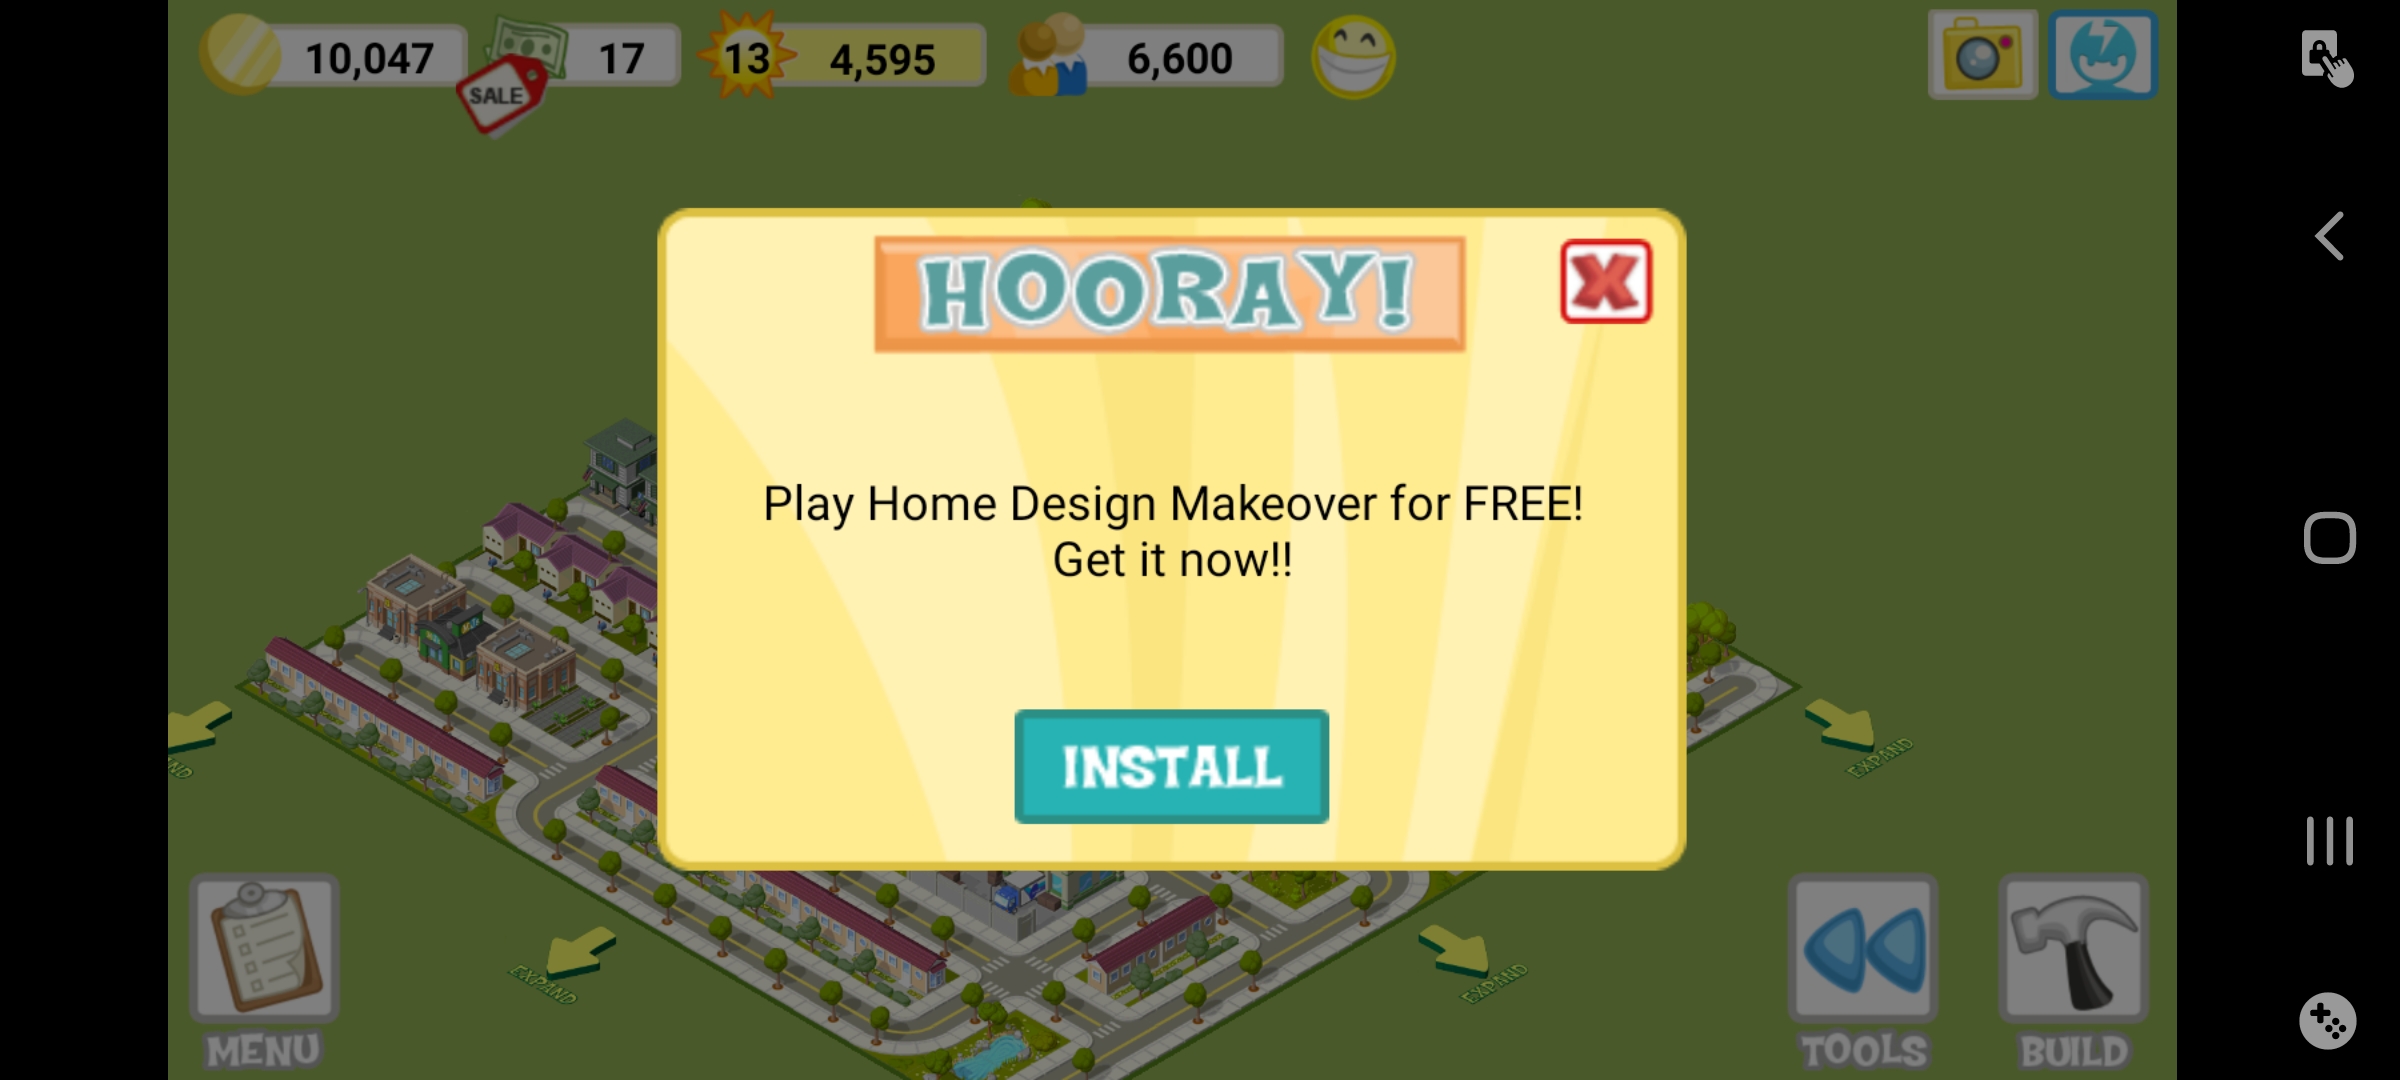 10,047
SALE
17
13
4,595
6,600
HOORAY!
X
Play Home Design Makeover for FREE!
Get it now!!
INSTALL
EXPAND
EXPAND
EXPAND
MENU
TOOLS
BUILD